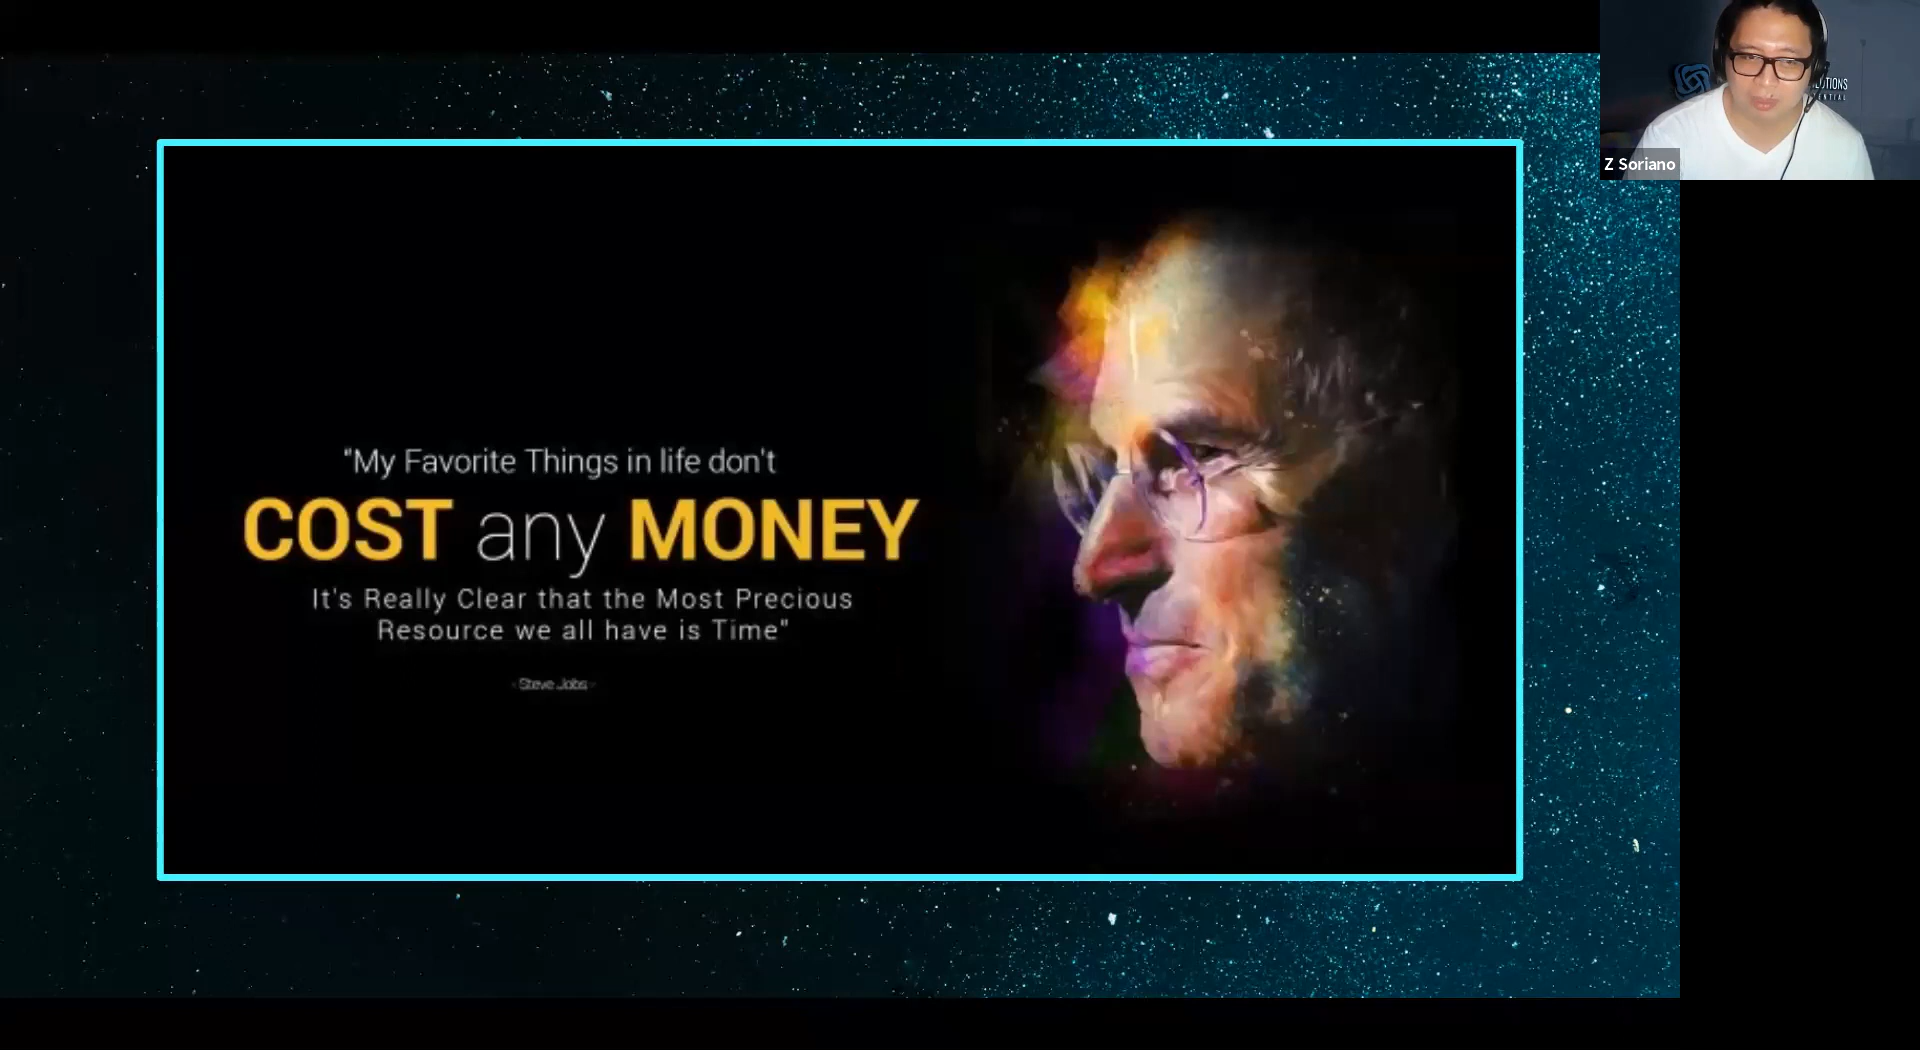 "My Favorite Things in life don't
COST any MONEY
It's Really Clear that the Most Precious
Resource we all have is Time"
- Steve Jobs -
Z Soriano